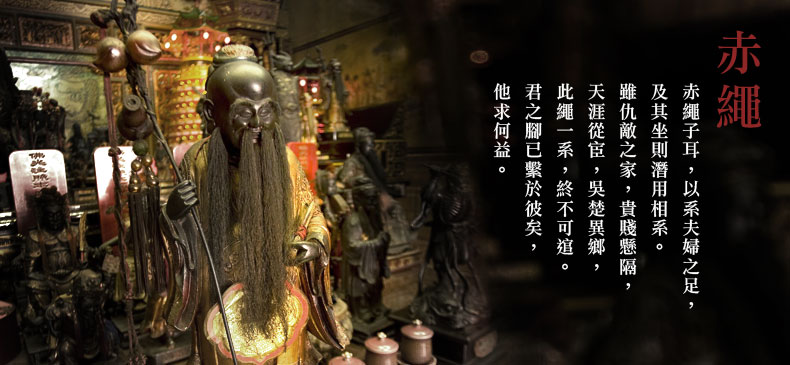 赤繩
赤繩子耳，以系夫婦之足，
及其坐則潛用相系。
雖仇敵之家，貴賤懸隔，
天涯從宦，吳楚異鄉，
此繩一系，終不可逭。
君之腳已繫於彼矣，
他求何益。